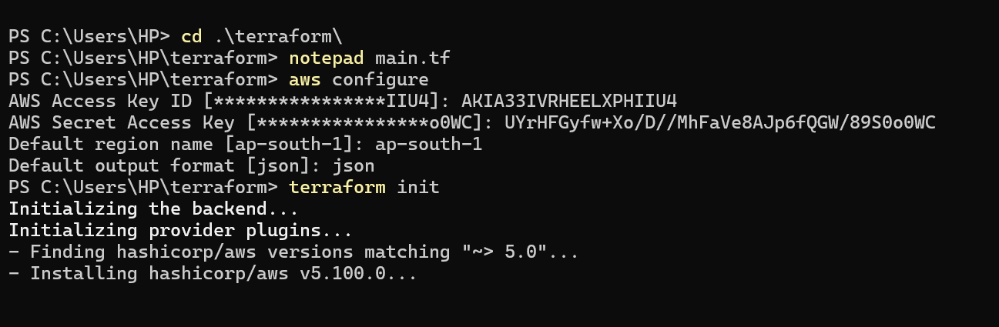 PS C:\Users\HP> cd .\terraform\
PS C:\Users\HP\terraform> notepad main.tf
PS C:\Users\HP\terraform> aws configure
AWS Access Key ID [****************IIU4]: AKIA33IVRHEELXPHIIU4
AWS Secret Access Key [****************o0WC]: 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
Default region name [ap-south-1]: ap-south-1
Default output format [json]: json
PS C:\Users\HP\terraform> terraform init
Initializing the backend...
Initializing provider plugins...
- Finding hashicorp/aws versions matching "~> 5.0"...
- Installing hashicorp/aws v5.100.0...